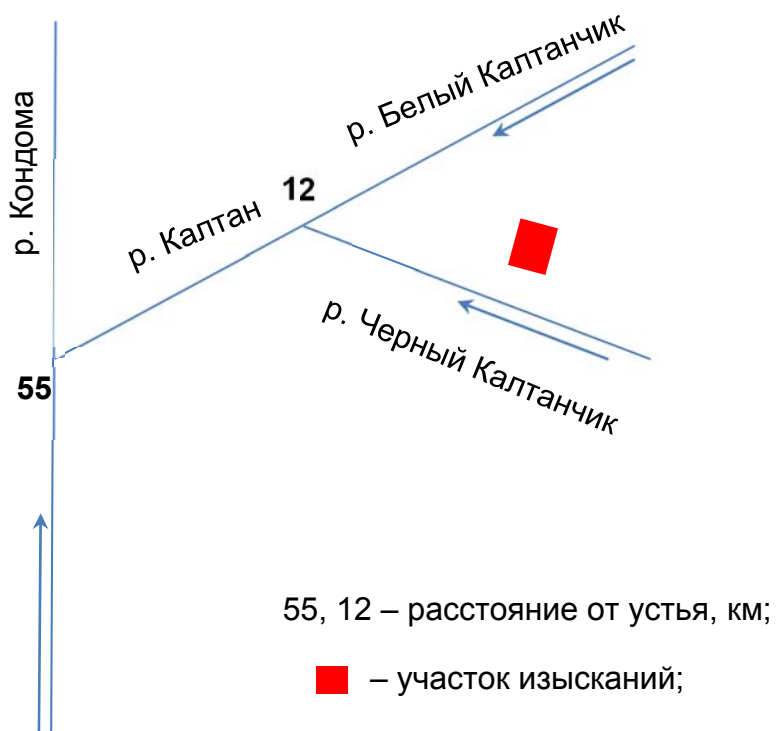 р. Белый Калтанчик
р. Кондома
12
р. Калтан
р. Черный Калтанчик
55
55, 12 – расстояние от устья, км;
– участок изысканий;